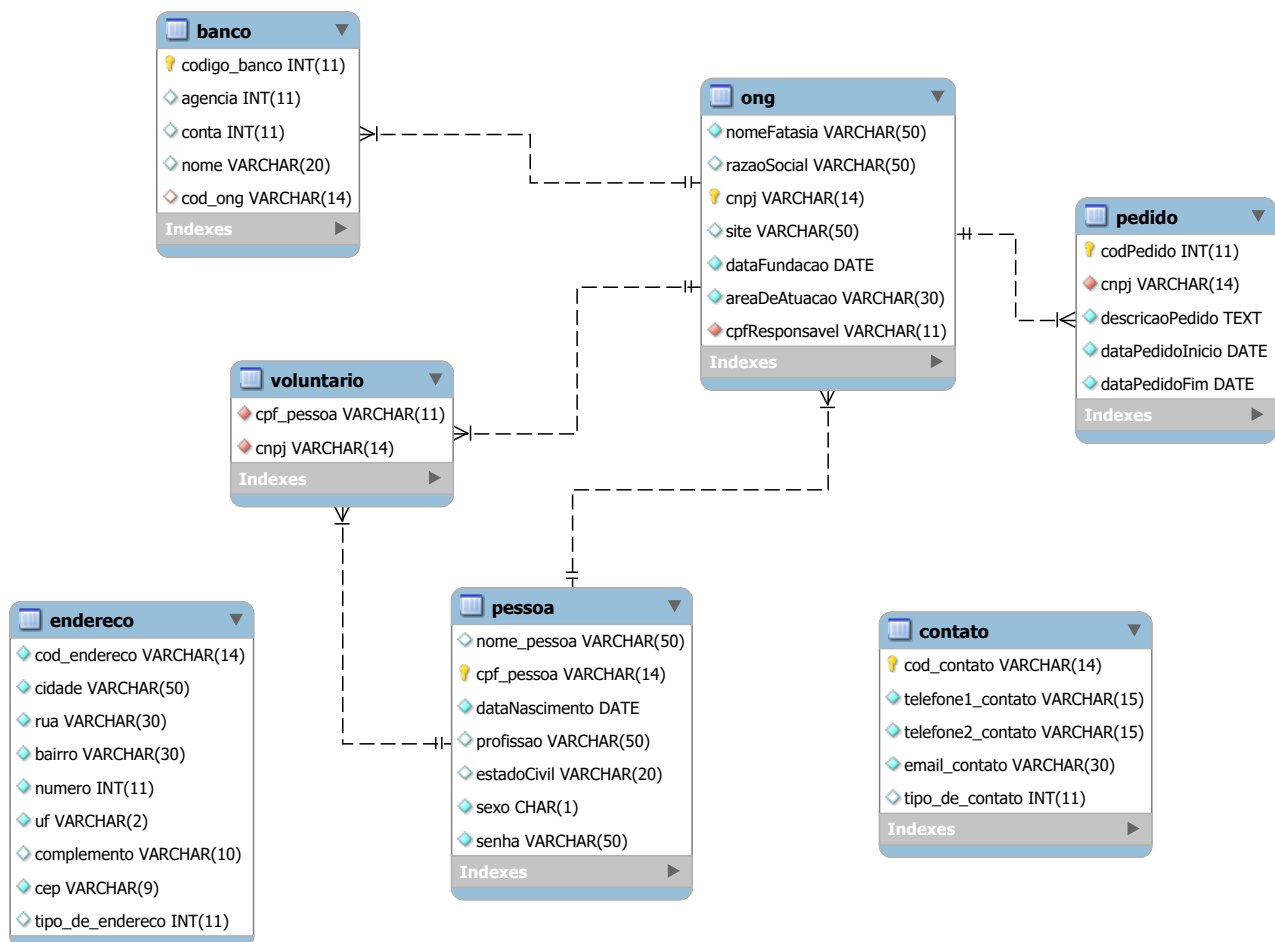 banco
codigo_banco INT(11)
agencia INT(11)
conta INT(11)
nome VARCHAR(20)
cod_ong VARCHAR(14)
Indexes
ong
nomeFatasia VARCHAR(50)
razaoSocial VARCHAR(50)
cnpj VARCHAR(14)
site VARCHAR(50)
dataFundacao DATE
areaDeAtuacao VARCHAR(30)
cpfResponsavel VARCHAR(11)
Indexes
pedido
codPedido INT(11)
cnpj VARCHAR(14)
descricaoPedido TEXT
dataPedidoInicio DATE
dataPedidoFim DATE
Indexes
voluntario
cpf_pessoa VARCHAR(11)
cnpj VARCHAR(14)
Indexes
endereco
cod_endereco VARCHAR(14)
cidade VARCHAR(50)
rua VARCHAR(30)
bairro VARCHAR(30)
numero INT(11)
uf VARCHAR(2)
complemento VARCHAR(10)
cep VARCHAR(9)
tipo_de_endereco INT(11)
pessoa
nome_pessoa VARCHAR(50)
cpf_pessoa VARCHAR(14)
dataNascimento DATE
profissao VARCHAR(50)
estadoCivil VARCHAR(20)
sexo CHAR(1)
senha VARCHAR(50)
Indexes
contato
cod_contato VARCHAR(14)
telefone1_contato VARCHAR(15)
telefone2_contato VARCHAR(15)
email_contato VARCHAR(30)
tipo_de_contato INT(11)
Indexes